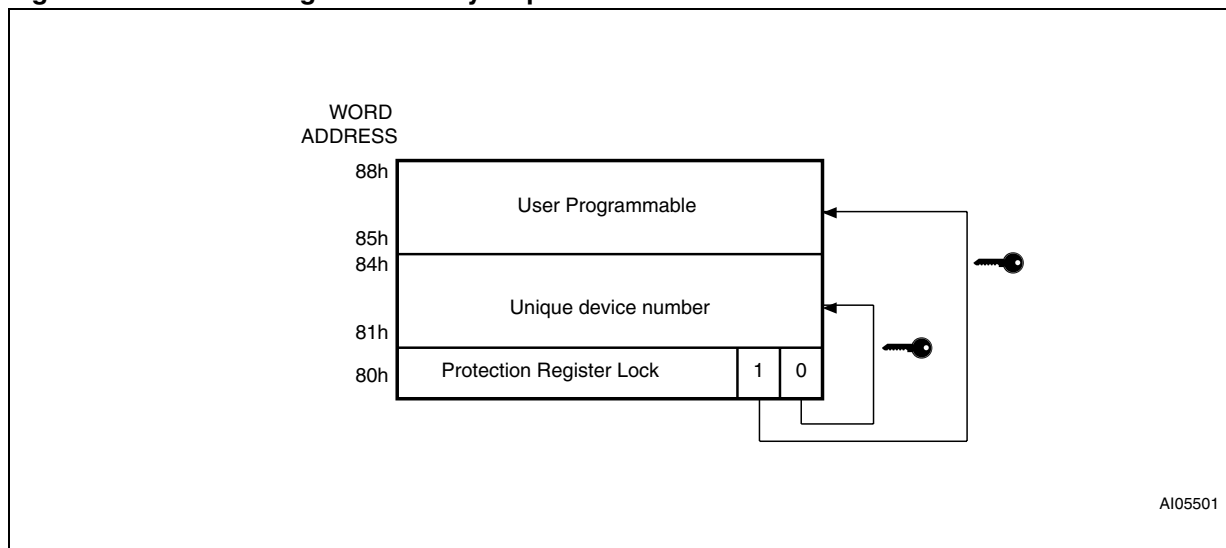 WORD
ADDRESS
88h
User Programmable
85h
84h
Unique device number
81h
80h
Protection Register Lock
1
0
AI05501